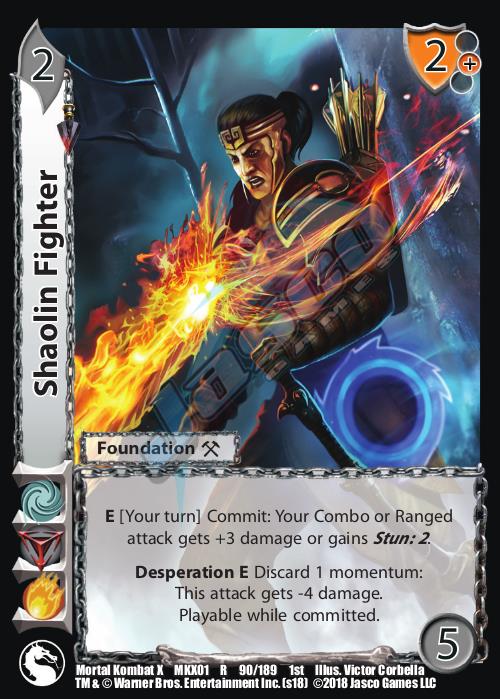 2
2
+
Shaolin Fighter
Jasco
GAMES
Foundation
E [Your turn] Commit: Your Combo or Ranged
attack gets +3 damage or gains Stun: 2.
Desperation E Discard 1 momentum:
This attack gets -4 damage.
Playable while committed.
5
Mortal Kombat X MKX01 R 90/189 1st Illus. Victor Corbella
TM & © Warner Bros. Entertainment Inc. (s18) ©2018 Jasco Games LLC